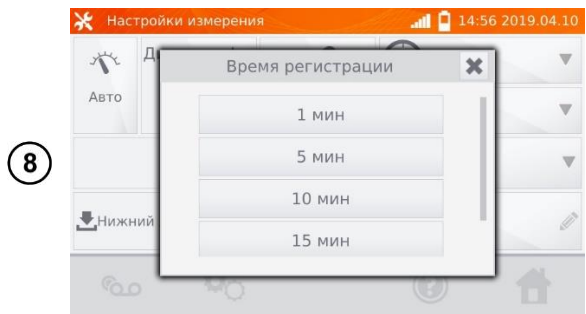 Настройки измерения 14:56 2019.04.10
Время регистрации
Авто
1 мин
8
5 мин
10 мин
Нижний
15 мин